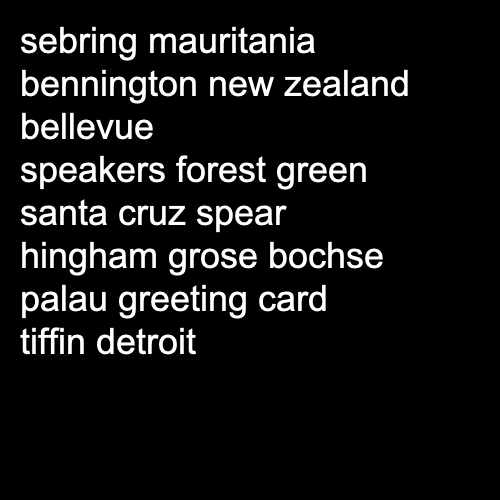 sebring mauritania
bennington new zealand
bellevue
speakers forest green
santa cruz spear
hingham grose bochse
palau greeting card
tiffin detroit